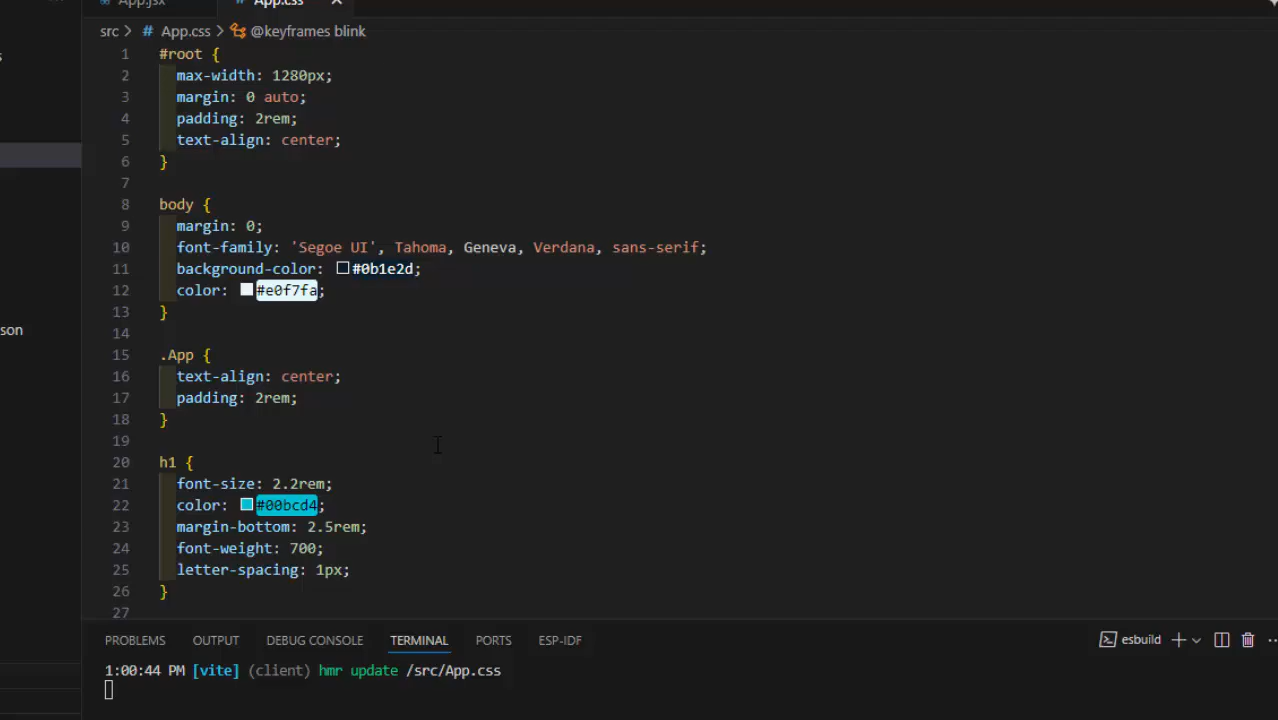 App.jsx
# App.css ×
src > # App.css > @keyframes blink
1 #root {
2 max-width: 1280px;
3 margin: 0 auto;
4 padding: 2rem;
5 text-align: center;
6 }
7
8 body {
9 margin: 0;
10 font-family: 'Segoe UI', Tahoma, Geneva, Verdana, sans-serif;
11 background-color: #0b1e2d;
12 color: #e0f7fa;
13 }
14
15 .App {
16 text-align: center;
17 padding: 2rem;
18 }
19
20 h1 {
21 font-size: 2.2rem;
22 color: #00bcd4;
23 margin-bottom: 2.5rem;
24 font-weight: 700;
25 letter-spacing: 1px;
26 }
27
son
PROBLEMS OUTPUT DEBUG CONSOLE TERMINAL PORTS ESP-IDF
esbuild
1:00:44 PM [vite] (client) hmr update /src/App.css